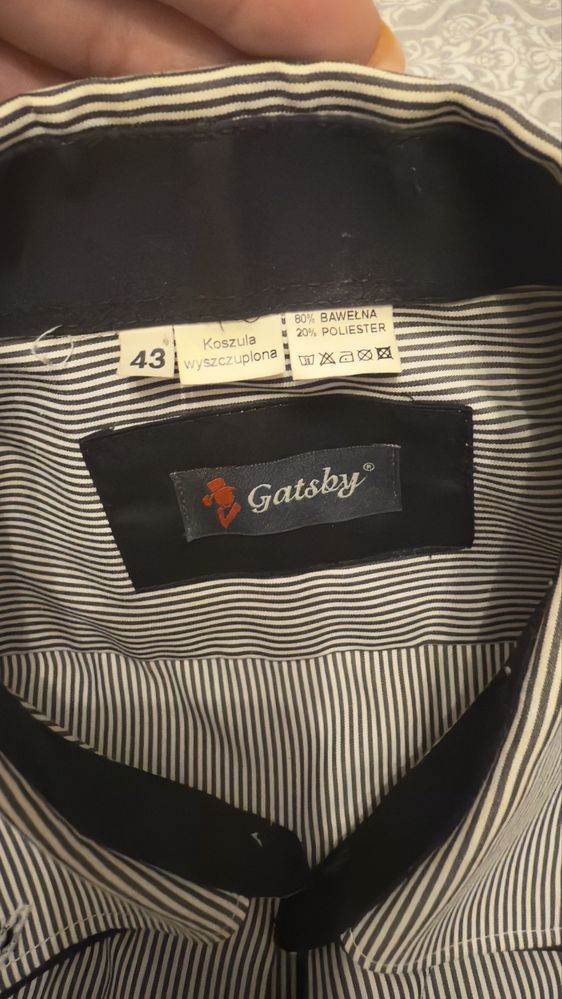 43
Koszula
wyszczuplona
80% BAWEŁNA
20% POLIESTER
Gatsby®